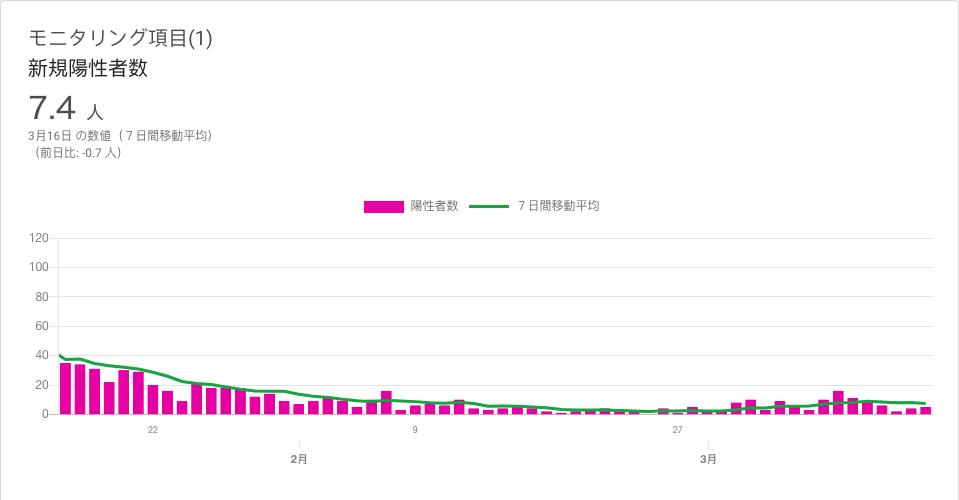 モニタリング項目(1)
新規陽性者数
7.4 人
3月16日 の数値（７日間移動平均）
（前日比: -0.7 人）
陽性者数 ７日間移動平均
120
100
80
60
40
20
0
22 9 27
2月 3月